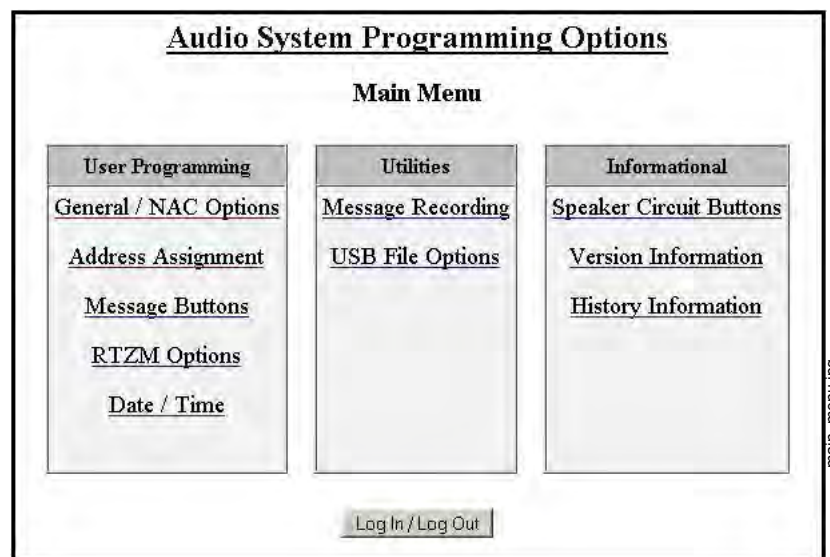 Audio System Programming Options
Main Menu
User Programming
General / NAC Options
Address Assignment
Message Buttons
RTZM Options
Date / Time
Utilities
Message Recording
USB File Options
Informational
Speaker Circuit Buttons
Version Information
History Information
Log In / Log Out